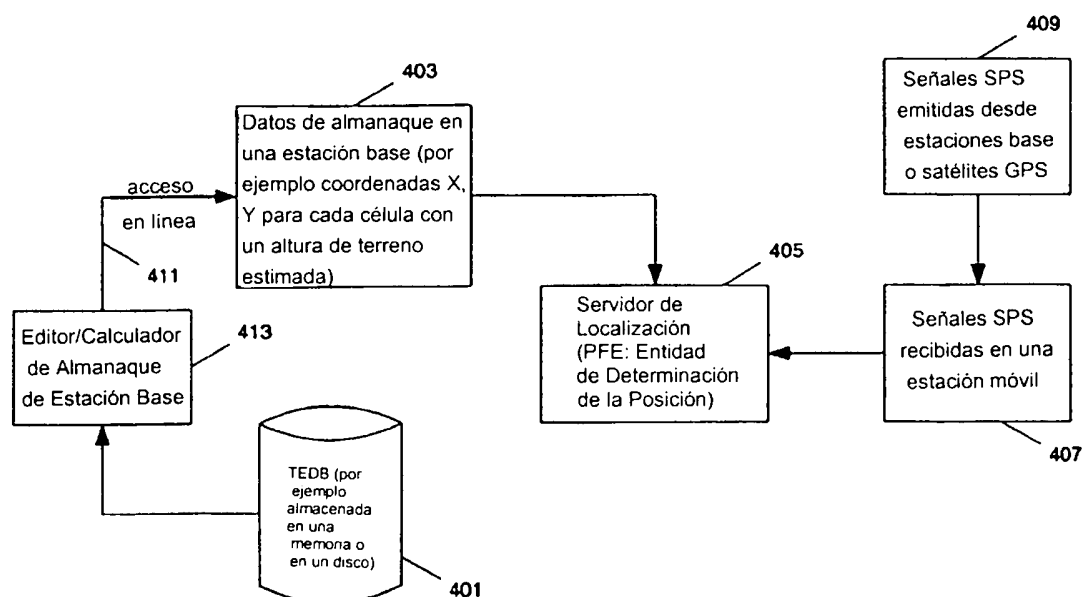 409
Señales SPS
emitidas desde
estaciones base
o satélites GPS
403
Datos de almanaque en
una estación base (por
ejemplo coordenadas X,
Y para cada célula con
un altura de terreno
estimada)
acceso
en linea
411
405
Servidor de
Localización
(PFE: Entidad
de Determinación
de la Posición)
Señales SPS
recibidas en una
estación móvil
407
Editor/Calculador
de Almanaque
de Estación Base
413
TEDB (por
ejemplo
almacenada
en una
memoria o
en un disco)
401